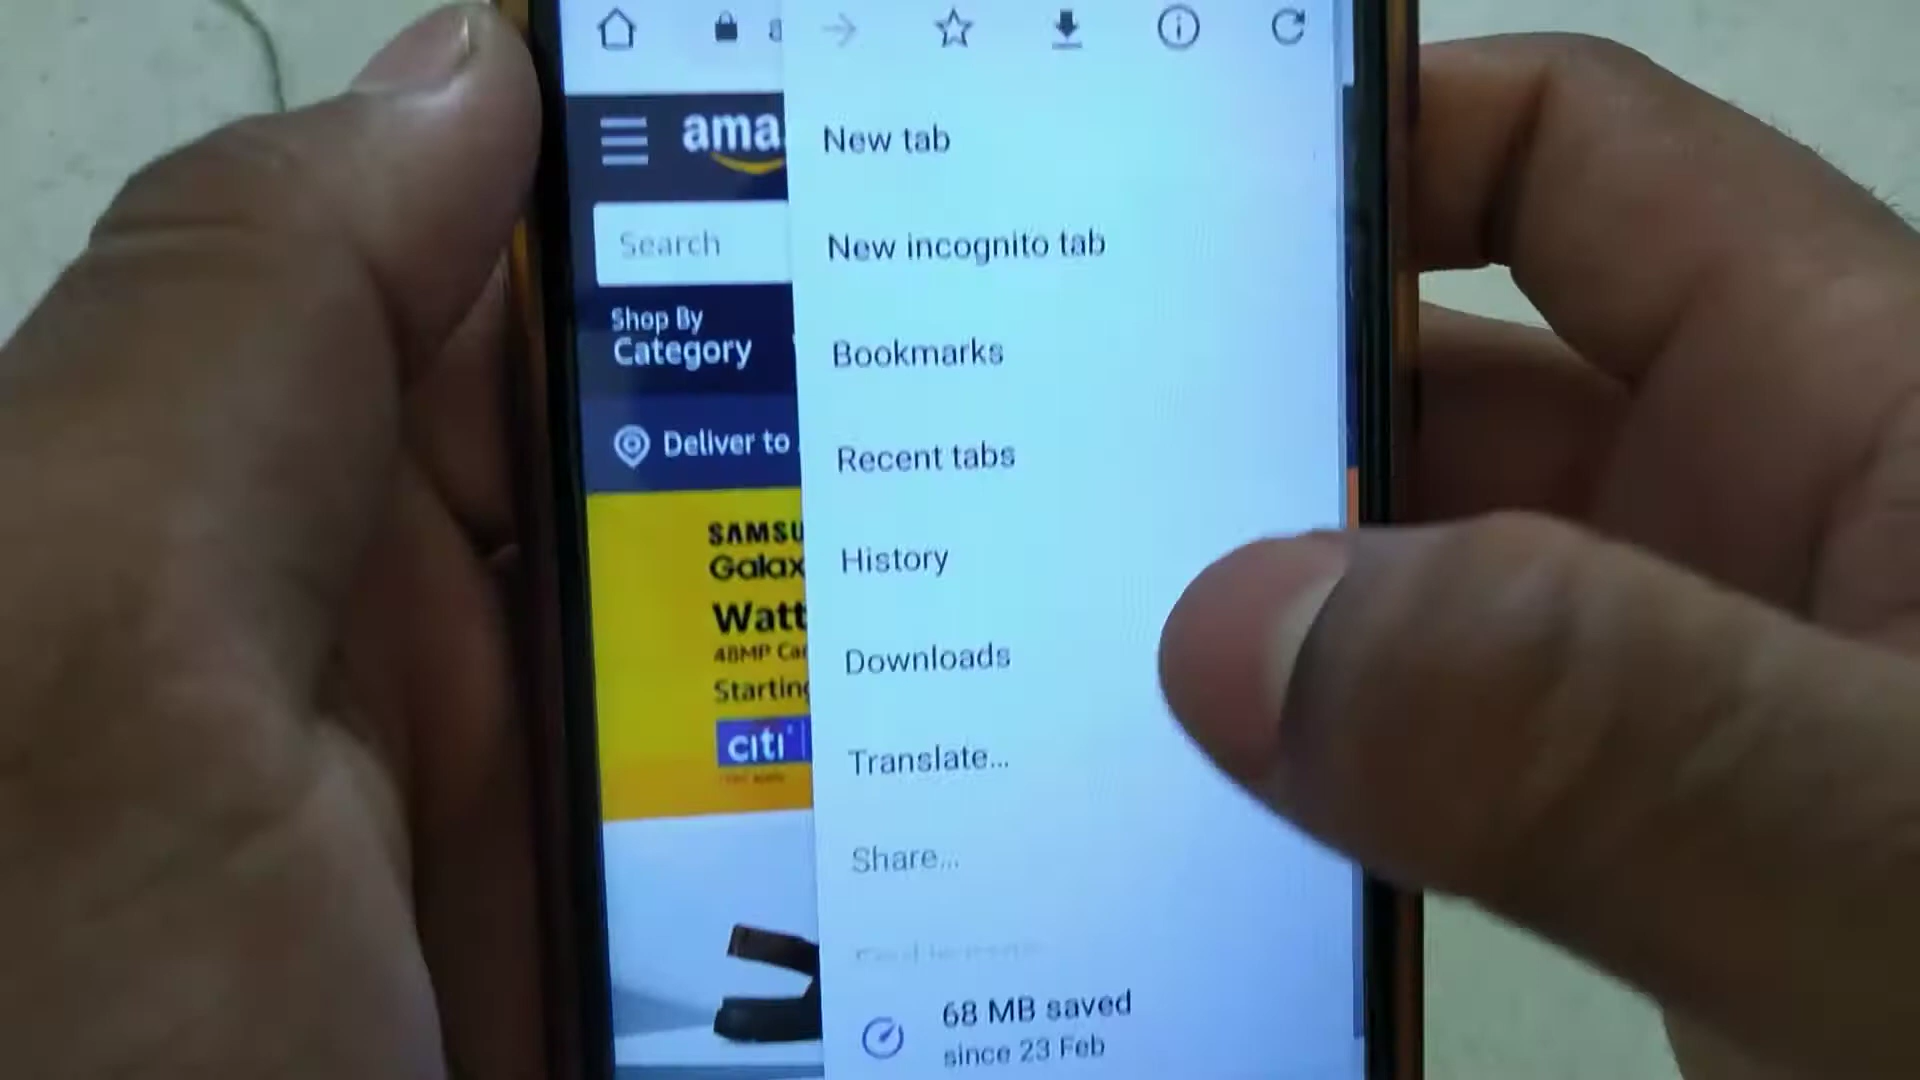 ama
Search
Shop By
Category
Deliver to
SAMSU
Galax
Watt
48MP Ca
Starting
citi
New tab
New incognito tab
Bookmarks
Recent tabs
History
Downloads
Translate...
Share...
68 MB saved
since 23 Feb